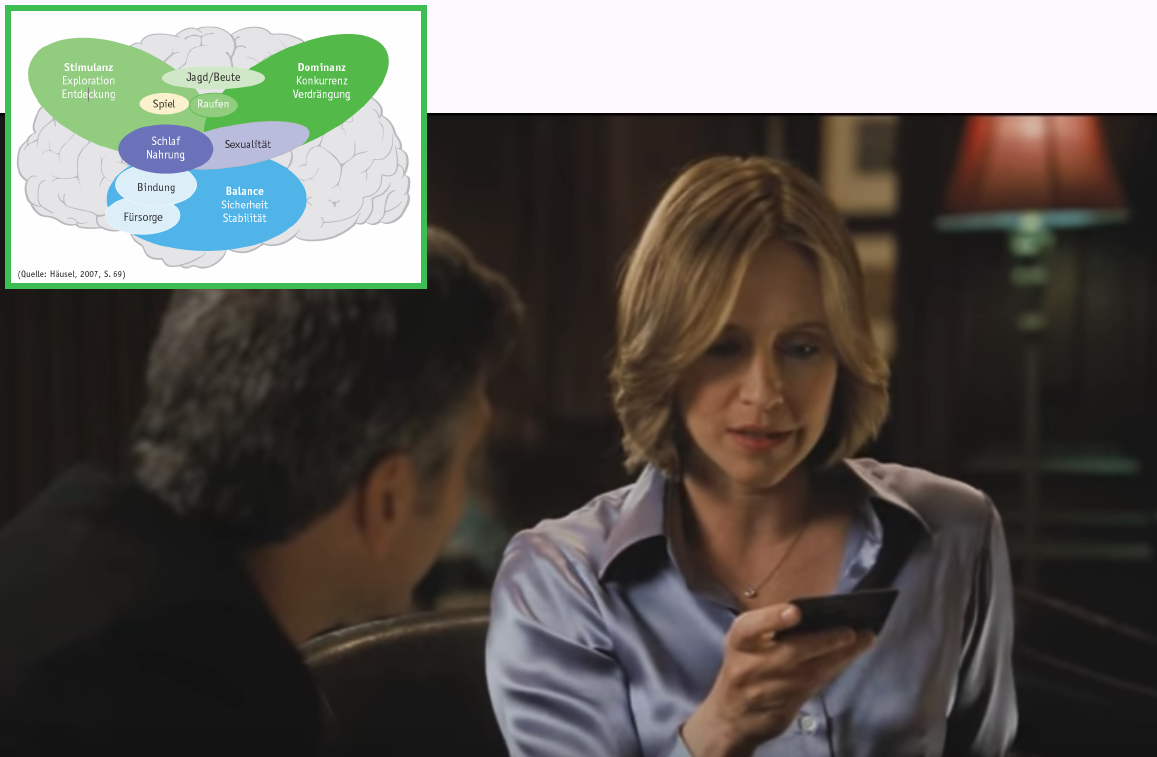 Stimulanz
Exploration
Entdeckung
Jagd/Beute
Dominanz
Konkurrenz
Verdrängung
Spiel
Raufen
Schlaf
Nahrung
Sexualität
Bindung
Balance
Sicherheit
Stabilität
Fürsorge
(Quelle: Häusel, 2007, S. 69)